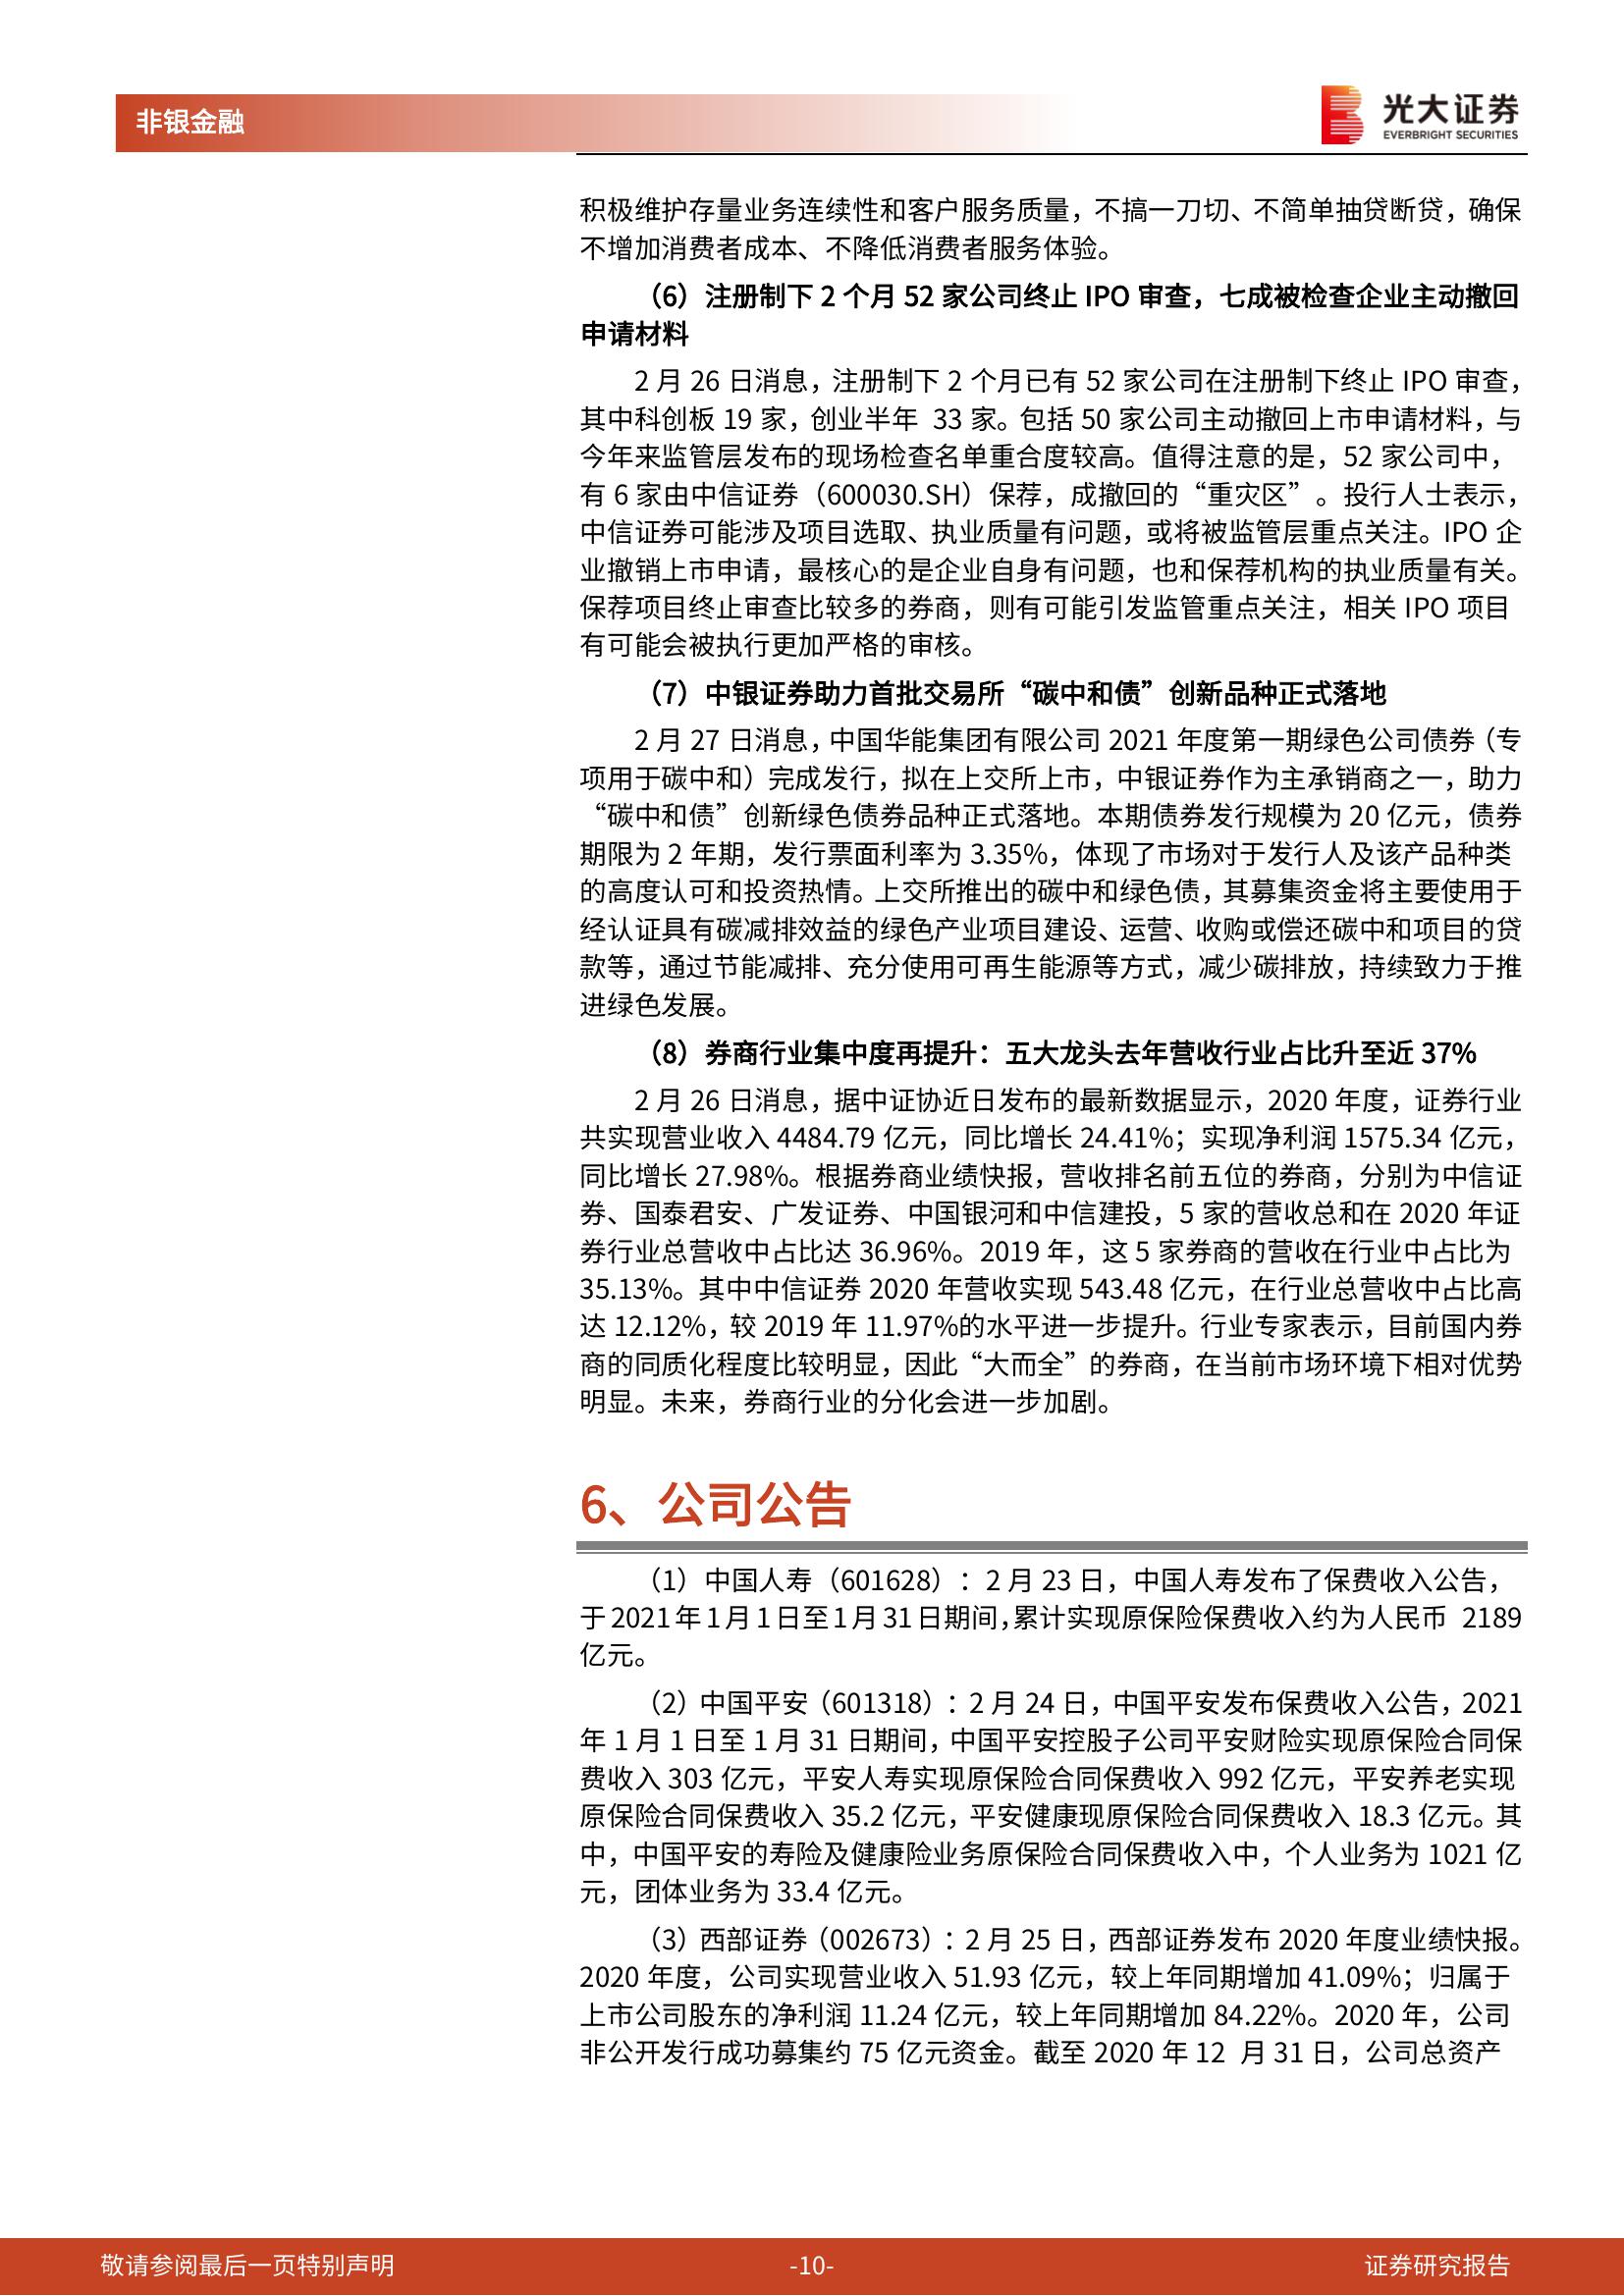 非银金融
光大证券
EVERBRIGHT SECURITIES
积极维护存量业务连续性和客户服务质量，不搞一刀切、不简单抽贷断贷，确保
不增加消费者成本、不降低消费者服务体验。
（6）注册制下 2 个月 52 家公司终止 IPO 审查，七成被检查企业主动撤回
申请材料
2 月 26 日消息，注册制下 2 个月已有 52 家公司在注册制下终止 IPO 审查，
其中科创板 19 家，创业半年 33 家。包括 50 家公司主动撤回上市申请材料，与
今年来监管层发布的现场检查名单重合度较高。值得注意的是，52 家公司中，
有 6 家由中信证券（600030.SH）保荐，成撤回的“重灾区”。投行人士表示，
中信证券可能涉及项目选取、执业质量有问题，或将被监管层重点关注。IPO 企
业撤销上市申请，最核心的是企业自身有问题，也和保荐机构的执业质量有关。
保荐项目终止审查比较多的券商，则有可能引发监管重点关注，相关 IPO 项目
有可能会被执行更加严格的审核。
（7）中银证券助力首批交易所“碳中和债”创新品种正式落地
2 月 27 日消息，中国华能集团有限公司 2021 年度第一期绿色公司债券（专
项用于碳中和）完成发行，拟在上交所上市，中银证券作为主承销商之一，助力
“碳中和债”创新绿色债券品种正式落地。本期债券发行规模为 20 亿元，债券
期限为 2 年期，发行票面利率为 3.35%，体现了市场对于发行人及该产品种类
的高度认可和投资热情。上交所推出的碳中和绿色债，其募集资金将主要使用于
经认证具有碳减排效益的绿色产业项目建设、运营、收购或偿还碳中和项目的贷
款等，通过节能减排、充分使用可再生能源等方式，减少碳排放，持续致力于推
进绿色发展。
（8）券商行业集中度再提升：五大龙头去年营收行业占比升至近 37%
2 月 26 日消息，据中证协近日发布的最新数据显示，2020 年度，证券行业
共实现营业收入 4484.79 亿元，同比增长 24.41%；实现净利润 1575.34 亿元，
同比增长 27.98%。根据券商业绩快报，营收排名前五位的券商，分别为中信证
券、国泰君安、广发证券、中国银河和中信建投，5 家的营收总和在 2020 年证
券行业总营收中占比达 36.96%。2019 年，这 5 家券商的营收在行业中占比为
35.13%。其中中信证券 2020 年营收实现 543.48 亿元，在行业总营收中占比高
达 12.12%，较 2019 年 11.97%的水平进一步提升。行业专家表示，目前国内券
商的同质化程度比较明显，因此“大而全”的券商，在当前市场环境下相对优势
明显。未来，券商行业的分化会进一步加剧。
6、公司公告
（1）中国人寿（601628）：2 月 23 日，中国人寿发布了保费收入公告，
于 2021 年 1 月 1 日至 1 月 31 日期间，累计实现原保险保费收入约为人民币 2189
亿元。
（2）中国平安（601318）：2 月 24 日，中国平安发布保费收入公告，2021
年 1 月 1 日至 1 月 31 日期间，中国平安控股子公司平安财险实现原保险合同保
费收入 303 亿元，平安人寿实现原保险合同保费收入 992 亿元，平安养老实现
原保险合同保费收入 35.2 亿元，平安健康现原保险合同保费收入 18.3 亿元。其
中，中国平安的寿险及健康险业务原保险合同保费收入中，个人业务为 1021 亿
元，团体业务为 33.4 亿元。
（3）西部证券（002673）：2 月 25 日，西部证券发布 2020 年度业绩快报。
2020 年度，公司实现营业收入 51.93 亿元，较上年同期增加 41.09%；归属于
上市公司股东的净利润 11.24 亿元，较上年同期增加 84.22%。2020 年，公司
非公开发行成功募集约 75 亿元资金。截至 2020 年 12 月 31 日，公司总资产
敬请参阅最后一页特别声明
-10-
证券研究报告